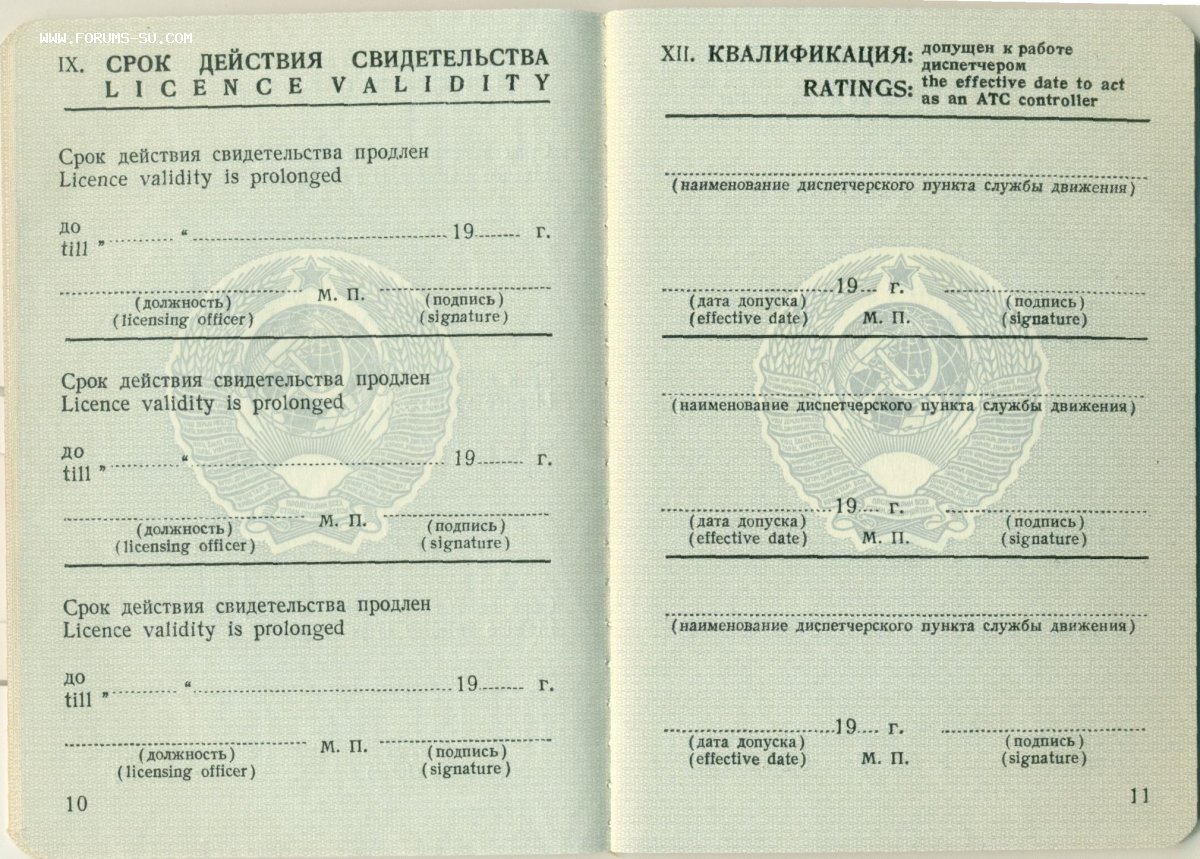 WWW.FORUMS-SU.COM
IX. СРОК ДЕЙСТВИЯ СВИДЕТЕЛЬСТВА
LICENCE VALIDITY
Срок действия свидетельства продлен
Licence validity is prolonged
до
till " “ 19 г.
М. П.
(должность) (подпись)
(licensing officer) (signature)
Срок действия свидетельства продлен
Licence validity is prolonged
до
till " “ 19 г.
М. П.
(должность) (подпись)
(licensing officer) (signature)
Срок действия свидетельства продлен
Licence validity is prolonged
до
till " “ 19 г.
М. П.
(должность) (подпись)
(licensing officer) (signature)
10
XII. КВАЛИФИКАЦИЯ: допущен к работе
диспетчером
RATINGS: the effective date to act
as an ATC controller
(наименование диспетчерского пункта службы движения)
19 г.
(дата допуска) (подпись)
(effective date) М. П. (signature)
(наименование диспетчерского пункта службы движения)
19 г.
(дата допуска) (подпись)
(effective date) М. П. (signature)
(наименование диспетчерского пункта службы движения)
19 г.
(дата допуска) (подпись)
(effective date) М. П. (signature)
11